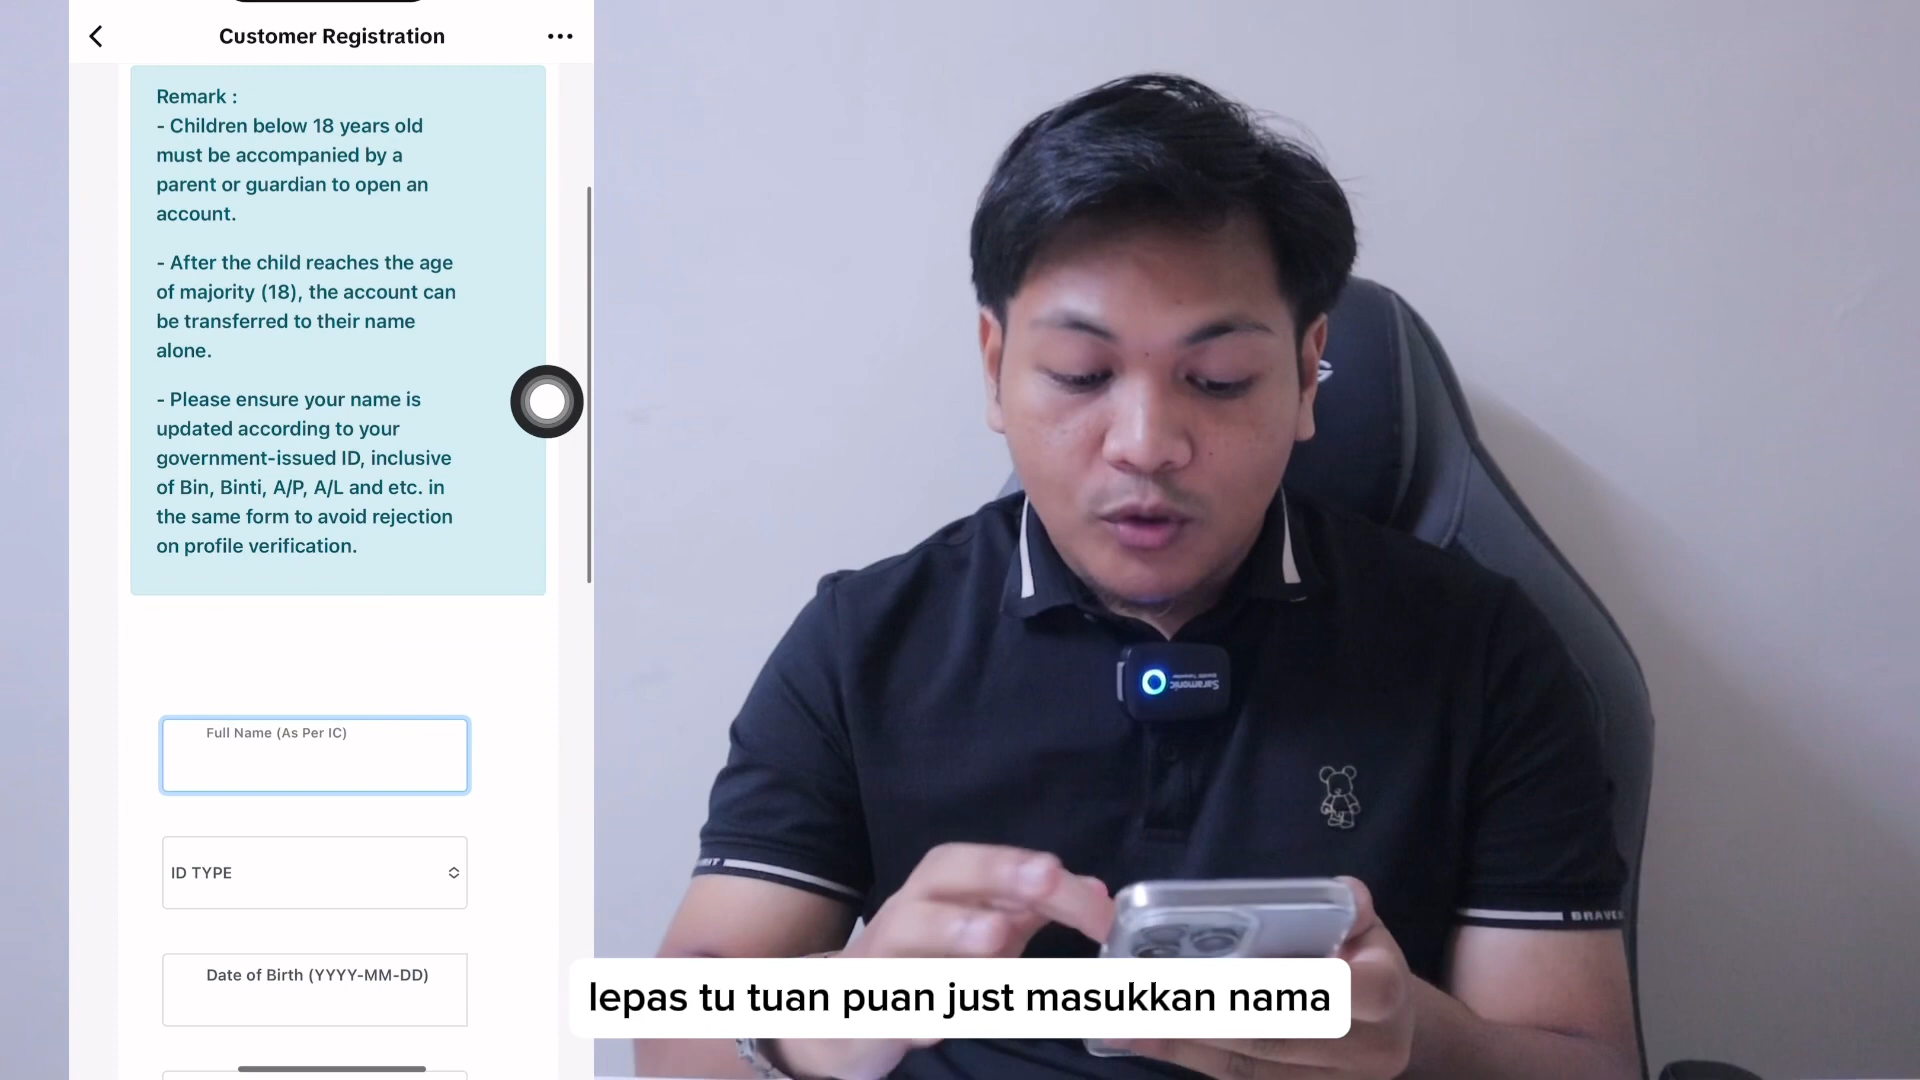 Customer Registration
Remark :
- Children below 18 years old
must be accompanied by a
parent or guardian to open an
account.
- After the child reaches the age
of majority (18), the account can
be transferred to their name
alone.
- Please ensure your name is
updated according to your
government-issued ID, inclusive
of Bin, Binti, A/P, A/L and etc. in
the same form to avoid rejection
on profile verification.
Full Name (As Per IC)
ID TYPE
Date of Birth (YYYY-MM-DD)
Saramonic
lepas tu tuan puan just masukkan nama